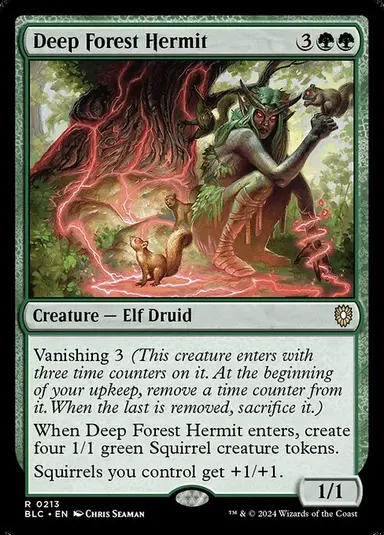 Deep Forest Hermit 3
Creature — Elf Druid
Vanishing 3 (This creature enters with
three time counters on it. At the beginning
of your upkeep, remove a time counter from
it. When the last is removed, sacrifice it.)
When Deep Forest Hermit enters, create
four 1/1 green Squirrel creature tokens.
Squirrels you control get +1/+1.
1/1
R 0213
BLC • EN Chris Seaman
™ & © 2024 Wizards of the Coast